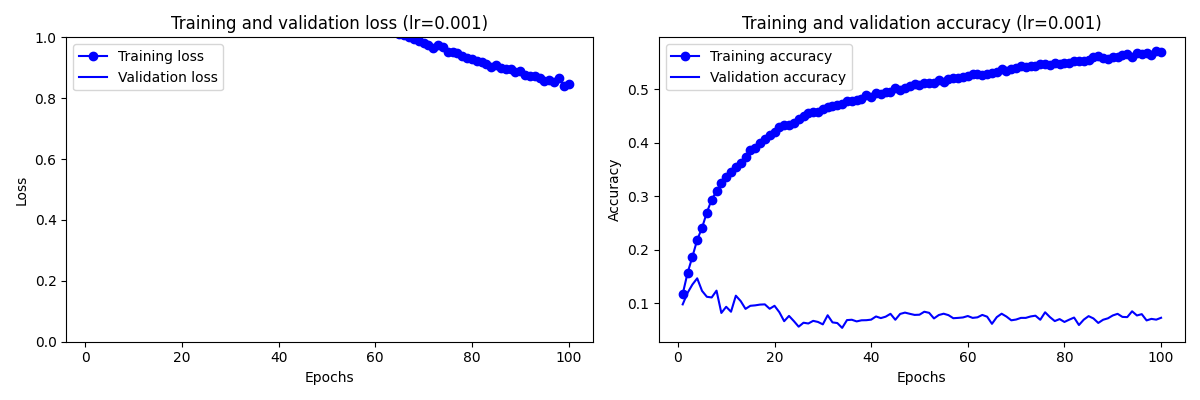 Training and validation loss (lr=0.001)
Training loss
Validation loss
1.0
0.8
0.6
0.4
0.2
0.0
Loss
0 20 40 60 80 100
Epochs
Training and validation accuracy (lr=0.001)
Training accuracy
Validation accuracy
0.5
0.4
0.3
0.2
0.1
Accuracy
0 20 40 60 80 100
Epochs